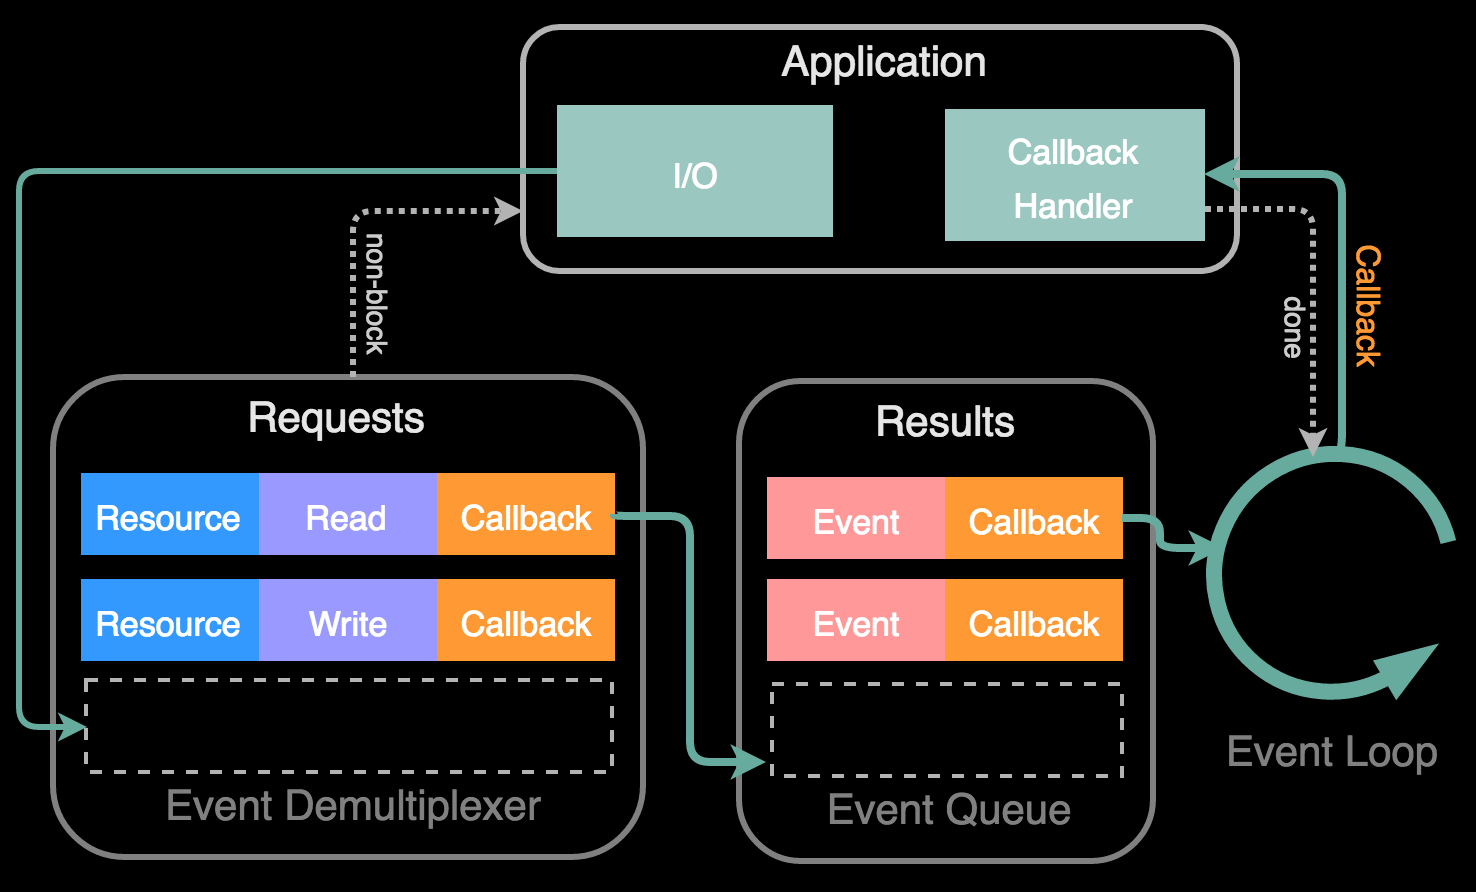 Application
I/O
Callback
Handler
non-block
done
Callback
Requests
Resource Read Callback
Resource Write Callback
Event Demultiplexer
Results
Event Callback
Event Callback
Event Queue
Event Loop